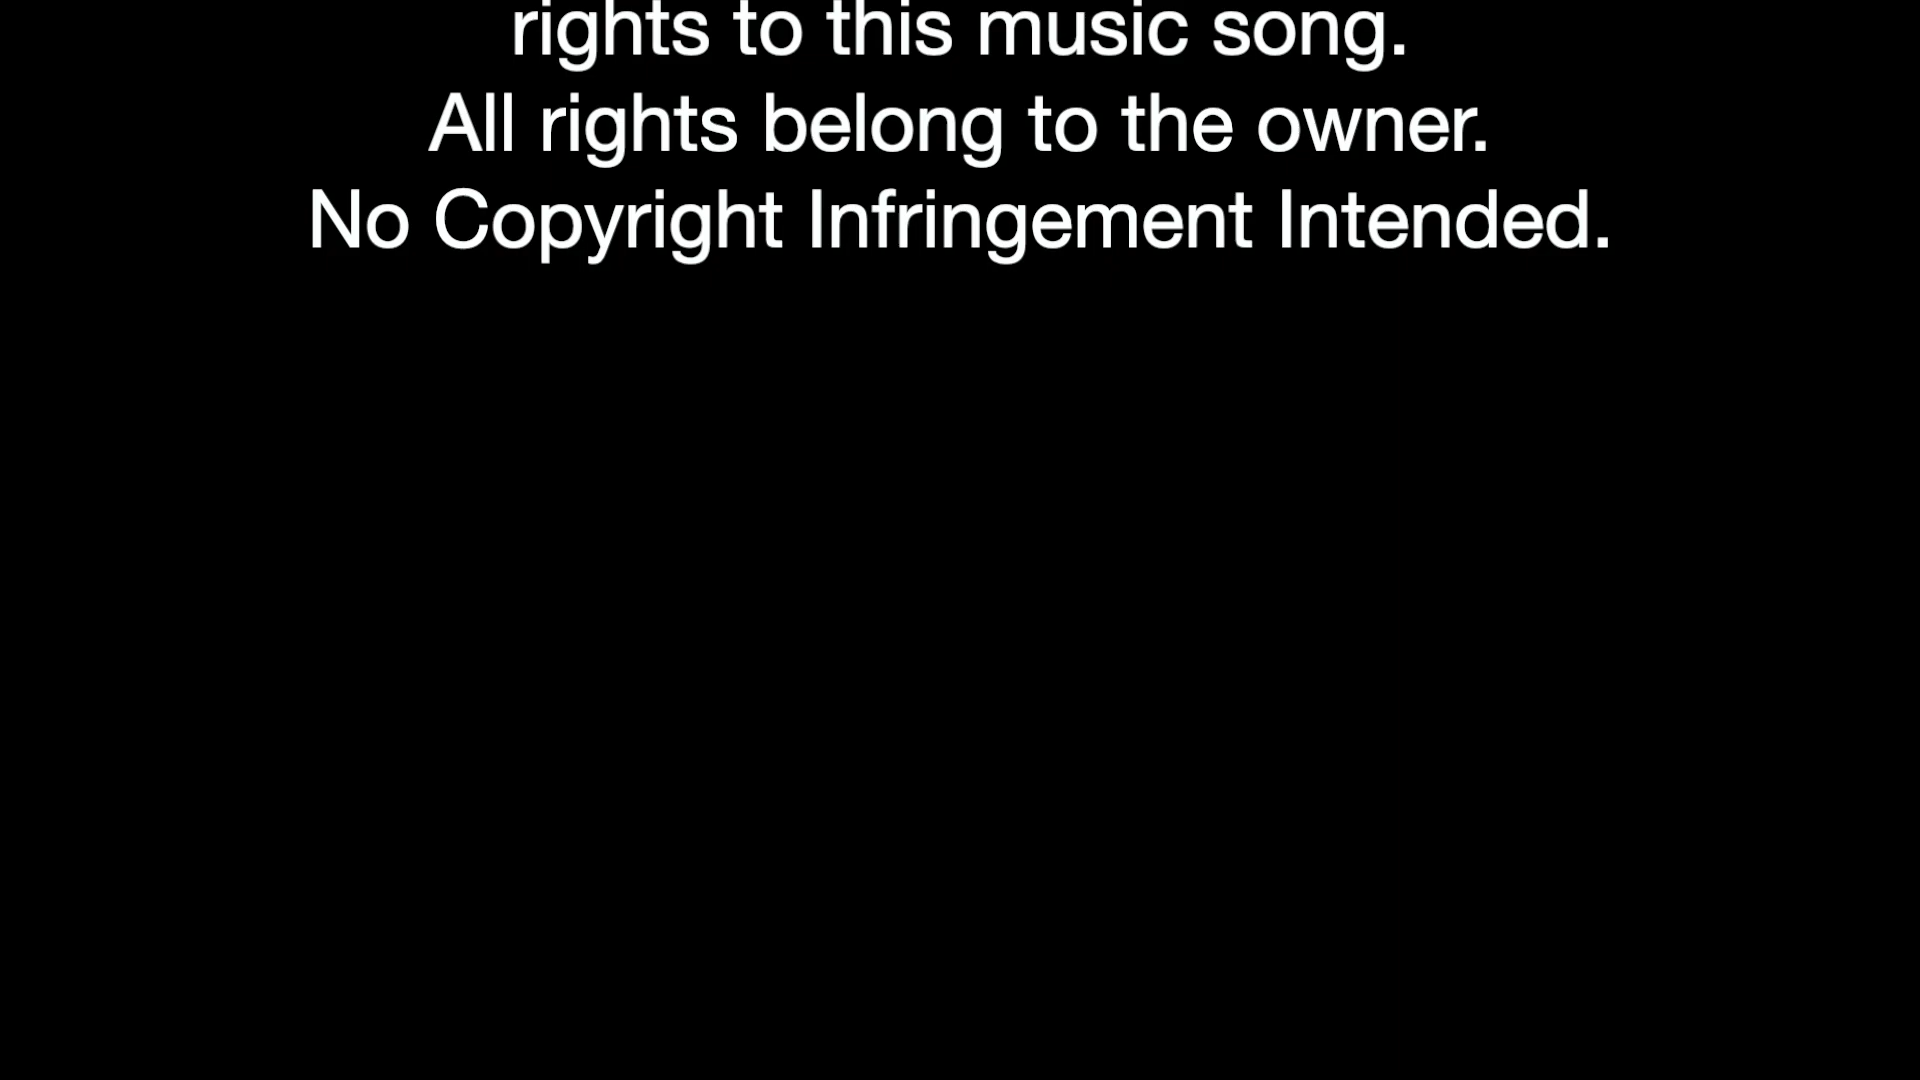 rights to this music song.
All rights belong to the owner.
No Copyright Infringement Intended.